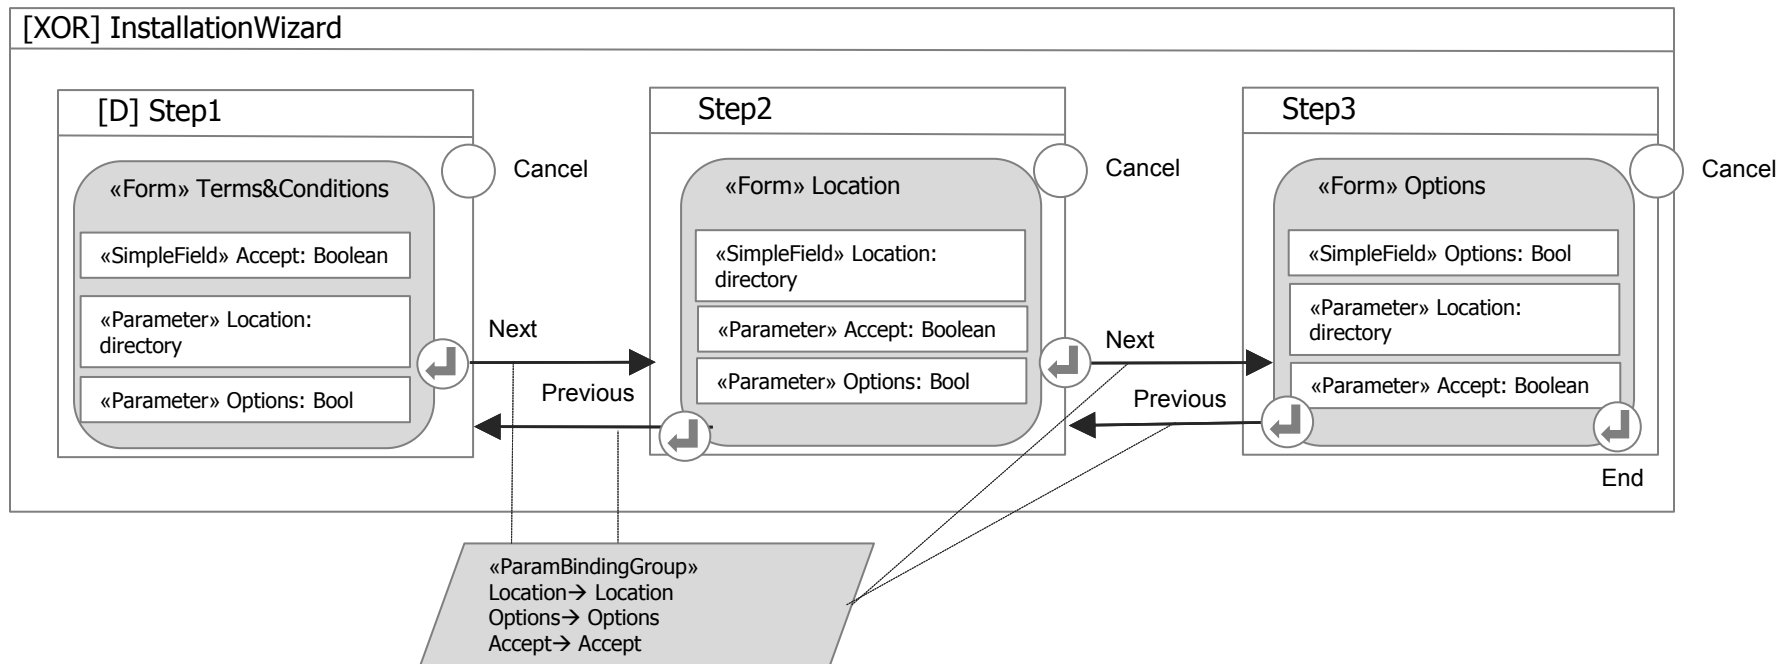 [XOR] InstallationWizard
[D] Step1
Cancel
«Form» Terms&Conditions
«SimpleField» Accept: Boolean
«Parameter» Location:
directory
«Parameter» Options: Bool
Next
Previous
Step2
Cancel
«Form» Location
«SimpleField» Location:
directory
«Parameter» Accept: Boolean
«Parameter» Options: Bool
Next
Previous
Step3
Cancel
«Form» Options
«SimpleField» Options: Bool
«Parameter» Location:
directory
«Parameter» Accept: Boolean
End
«ParamBindingGroup»
Location→ Location
Options→ Options
Accept→ Accept